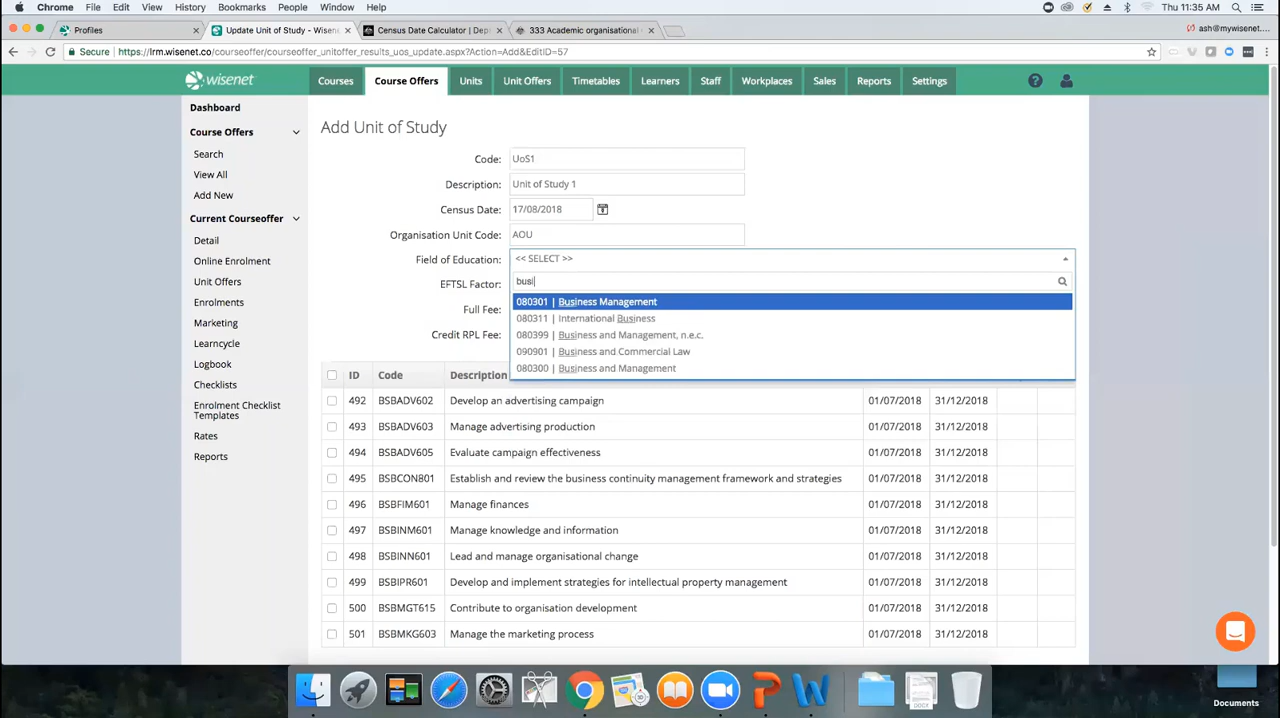 Chrome File Edit View History Bookmarks People Window Help Thu 11:35 AM
Profiles Update Unit of Study - Wisen Census Date Calculator | Dep 333 Academic organisational
ash@mywisenet....
Secure https://lrm.wisenet.co/courseoffer/courseoffer_unitoffer_results_uos_update.aspx?Action=Add&EditID=57
wisenet Courses Course Offers Units Unit Offers Timetables Learners Staff Workplaces Sales Reports Settings
Dashboard
Course Offers
Search
View All
Add New
Current Courseoffer
Detail
Online Enrolment
Unit Offers
Enrolments
Marketing
Learncycle
Logbook
Checklists
Enrolment Checklist
Templates
Rates
Reports
Add Unit of Study
Code: UoS1
Description: Unit of Study 1
Census Date: 17/08/2018
Organisation Unit Code: AOU
Field of Education: << SELECT >>
busi
EFTSL Factor:
Full Fee:
Credit RPL Fee:
080301 | Business Management
080311 | International Business
080399 | Business and Management, n.e.c.
090901 | Business and Commercial Law
080300 | Business and Management
ID Code Description
492 BSBADV602 Develop an advertising campaign 01/07/2018 31/12/2018
493 BSBADV603 Manage advertising production 01/07/2018 31/12/2018
494 BSBADV605 Evaluate campaign effectiveness 01/07/2018 31/12/2018
495 BSBCON801 Establish and review the business continuity management framework and strategies 01/07/2018 31/12/2018
496 BSBFIM601 Manage finances 01/07/2018 31/12/2018
497 BSBINM601 Manage knowledge and information 01/07/2018 31/12/2018
498 BSBINN601 Lead and manage organisational change 01/07/2018 31/12/2018
499 BSBIPR601 Develop and implement strategies for intellectual property management 01/07/2018 31/12/2018
500 BSBMGT615 Contribute to organisation development 01/07/2018 31/12/2018
501 BSBMKG603 Manage the marketing process 01/07/2018 31/12/2018
Documents